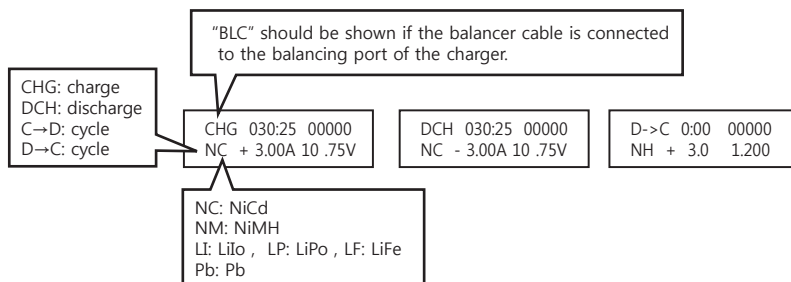 “BLC” should be shown if the balancer cable is connected
to the balancing port of the charger.
CHG: charge
DCH: discharge
C→D: cycle
D→C: cycle
CHG 030:25 00000
NC + 3.00A 10 .75V
DCH 030:25 00000
NC - 3.00A 10 .75V
D->C 0:00 00000
NH + 3.0 1.200
NC: NiCd
NM: NiMH
LI: LiIo , LP: LiPo , LF: LiFe
Pb: Pb